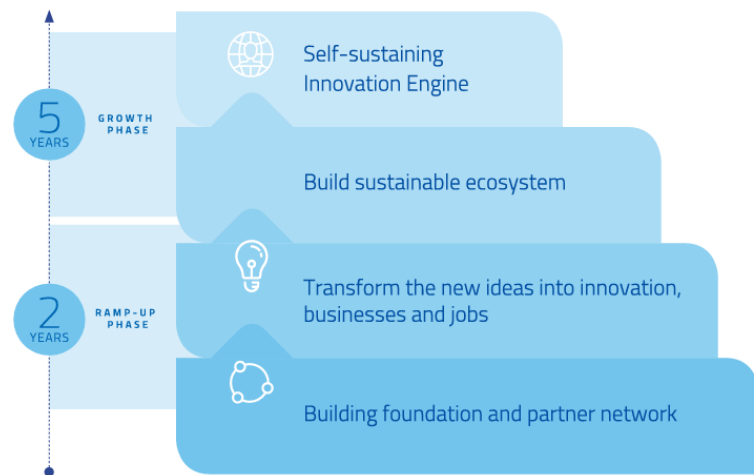 Self-sustaining
Innovation Engine
5
YEARS
GROWTH
PHASE
Build sustainable ecosystem
Transform the new ideas into innovation,
businesses and jobs
2
YEARS
RAMP-UP
PHASE
Building foundation and partner network